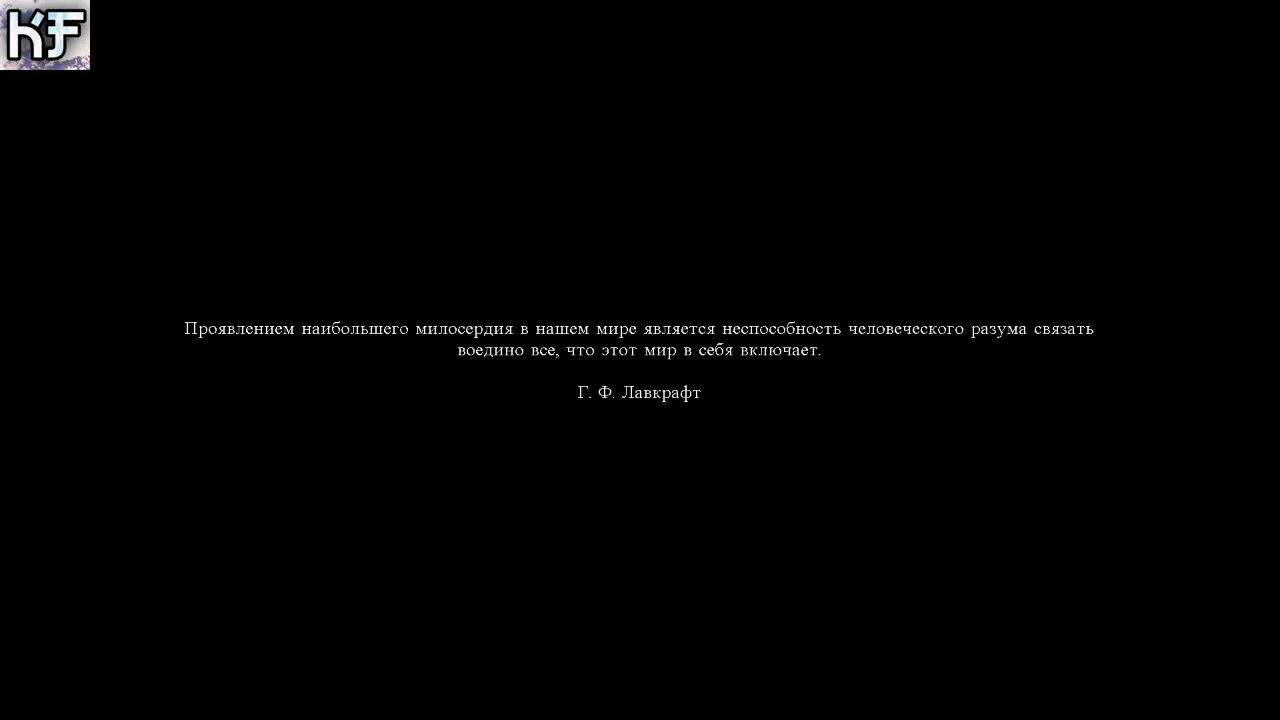 KF
Проявлением наибольшего милосердия в нашем мире является неспособность человеческого разума связать
воедино все, что этот мир в себя включает.
Г. Ф. Лавкрафт